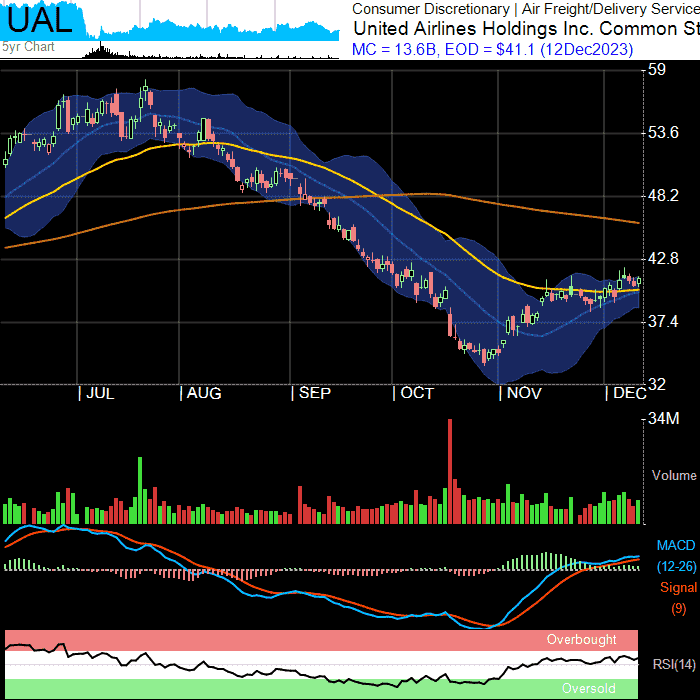 UAL
5yr Chart
Consumer Discretionary | Air Freight/Delivery Service
United Airlines Holdings Inc. Common St
MC = 13.6B, EOD = $41.1 (12Dec2023)
59
53.6
48.2
42.8
37.4
32
| JUL | AUG | SEP | OCT | NOV | DEC
34M
Volume
MACD
(12-26)
Signal
(9)
Overbought
RSI(14)
Oversold